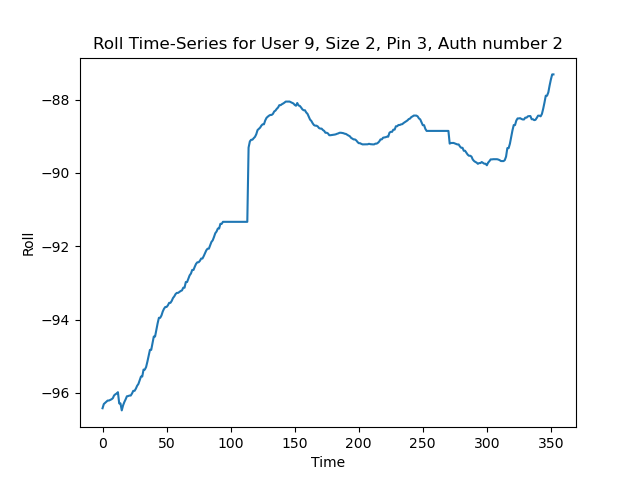 Roll Time-Series for User 9, Size 2, Pin 3, Auth number 2
−88
−90
−92
−94
−96
Roll
0 50 100 150 200 250 300 350
Time